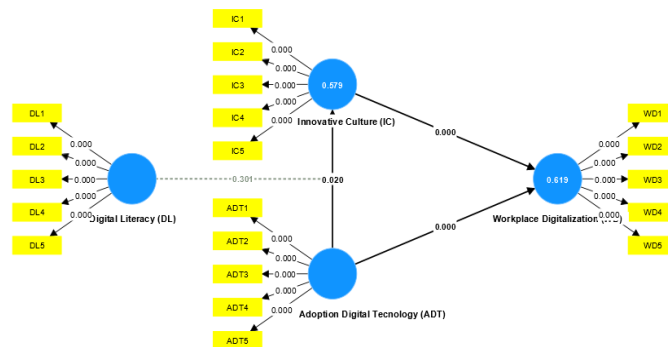 IC1
IC2
IC3
IC4
IC5
0.000
0.000
0.000
0.000
0.000
0.579
Innovative Culture (IC)
DL1
DL2
DL3
DL4
DL5
0.000
0.000
0.000
0.000
0.000
Digital Literacy (DL)
0.301
0.020
0.000
0.000
ADT1
ADT2
ADT3
ADT4
ADT5
0.000
0.000
0.000
0.000
0.000
Adoption Digital Tecnology (ADT)
0.619
Workplace Digitalization
WD1
WD2
WD3
WD4
WD5
0.000
0.000
0.000
0.000
0.000